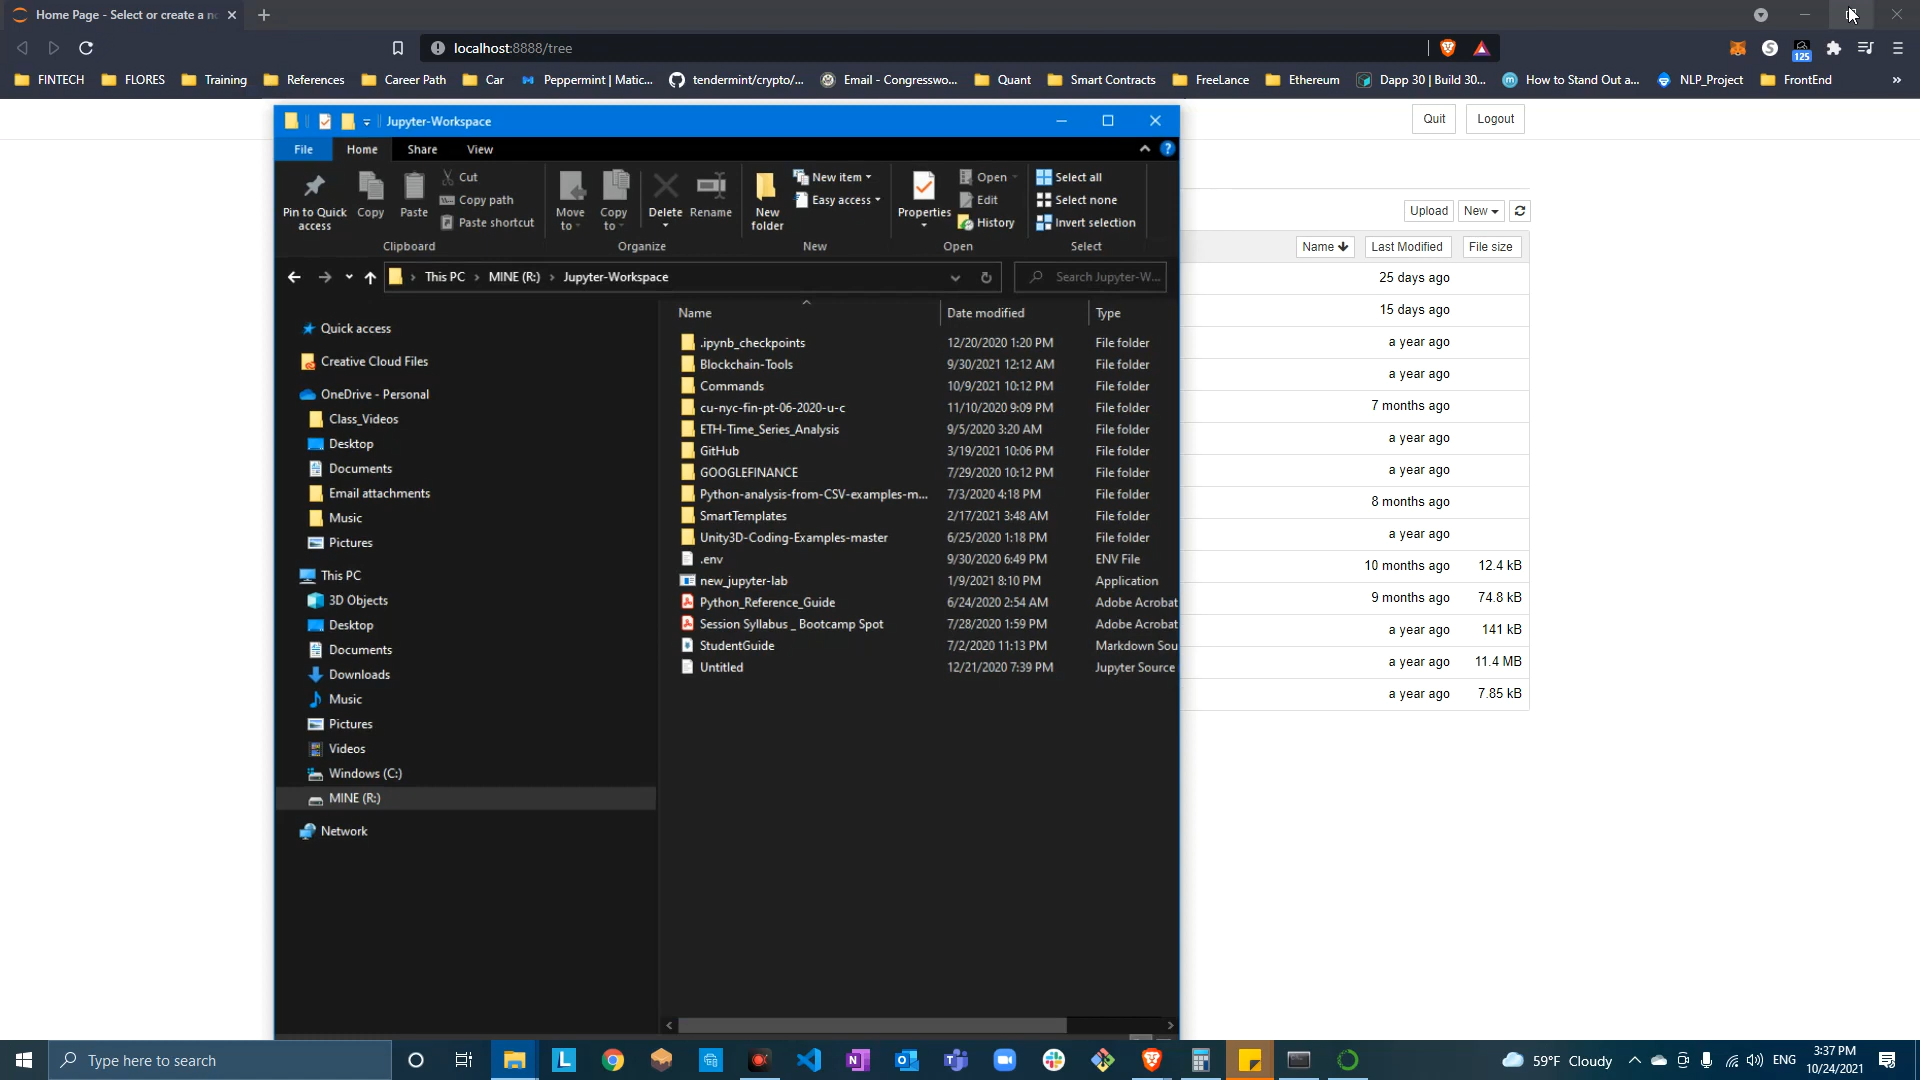 Home Page - Select or create a n
localhost:8888/tree
125
FINTECH FLORES Training References Career Path Car Peppermint | Matic... tendermint/crypto/... Email - Congresswo... Quant Smart Contracts FreeLance Ethereum Dapp 30 | Build 30... How to Stand Out a... NLP_Project FrontEnd »
Quit Logout
Jupyter-Workspace
File Home Share View
Pin to Quick access
Copy
Paste
Cut
Copy path
Paste shortcut
Clipboard
Move to
Copy to
Delete
Rename
Organize
New folder
New item
Easy access
New
Properties
Open
Edit
History
Open
Select all
Select none
Invert selection
Select
Upload New
Name Last Modified File size
This PC > MINE (R:) > Jupyter-Workspace
Search Jupyter-W...
Quick access
Creative Cloud Files
OneDrive - Personal
Class_Videos
Desktop
Documents
Email attachments
Music
Pictures
This PC
3D Objects
Desktop
Documents
Downloads
Music
Pictures
Videos
Windows (C:)
MINE (R:)
Network
Name Date modified Type
.ipynb_checkpoints 12/20/2020 1:20 PM File folder
Blockchain-Tools 9/30/2021 12:12 AM File folder
Commands 10/9/2021 10:12 PM File folder
cu-nyc-fin-pt-06-2020-u-c 11/10/2020 9:09 PM File folder
ETH-Time_Series_Analysis 9/5/2020 3:20 AM File folder
GitHub 3/19/2021 10:06 PM File folder
GOOGLEFINANCE 7/29/2020 10:12 PM File folder
Python-analysis-from-CSV-examples-m... 7/3/2020 4:18 PM File folder
SmartTemplates 2/17/2021 3:48 AM File folder
Unity3D-Coding-Examples-master 6/25/2020 1:18 PM File folder
.env 9/30/2020 6:49 PM ENV File
new_jupyter-lab 1/9/2021 8:10 PM Application
Python_Reference_Guide 6/24/2020 2:54 AM Adobe Acrobat
Session Syllabus _ Bootcamp Spot 7/28/2020 1:59 PM Adobe Acrobat
StudentGuide 7/2/2020 11:13 PM Markdown Sou
Untitled 12/21/2020 7:39 PM Jupyter Source
25 days ago
15 days ago
a year ago
a year ago
7 months ago
a year ago
a year ago
8 months ago
a year ago
10 months ago 12.4 kB
9 months ago 74.8 kB
a year ago 141 kB
a year ago 11.4 MB
a year ago 7.85 kB
Type here to search
59°F Cloudy
ENG
3:37 PM
10/24/2021